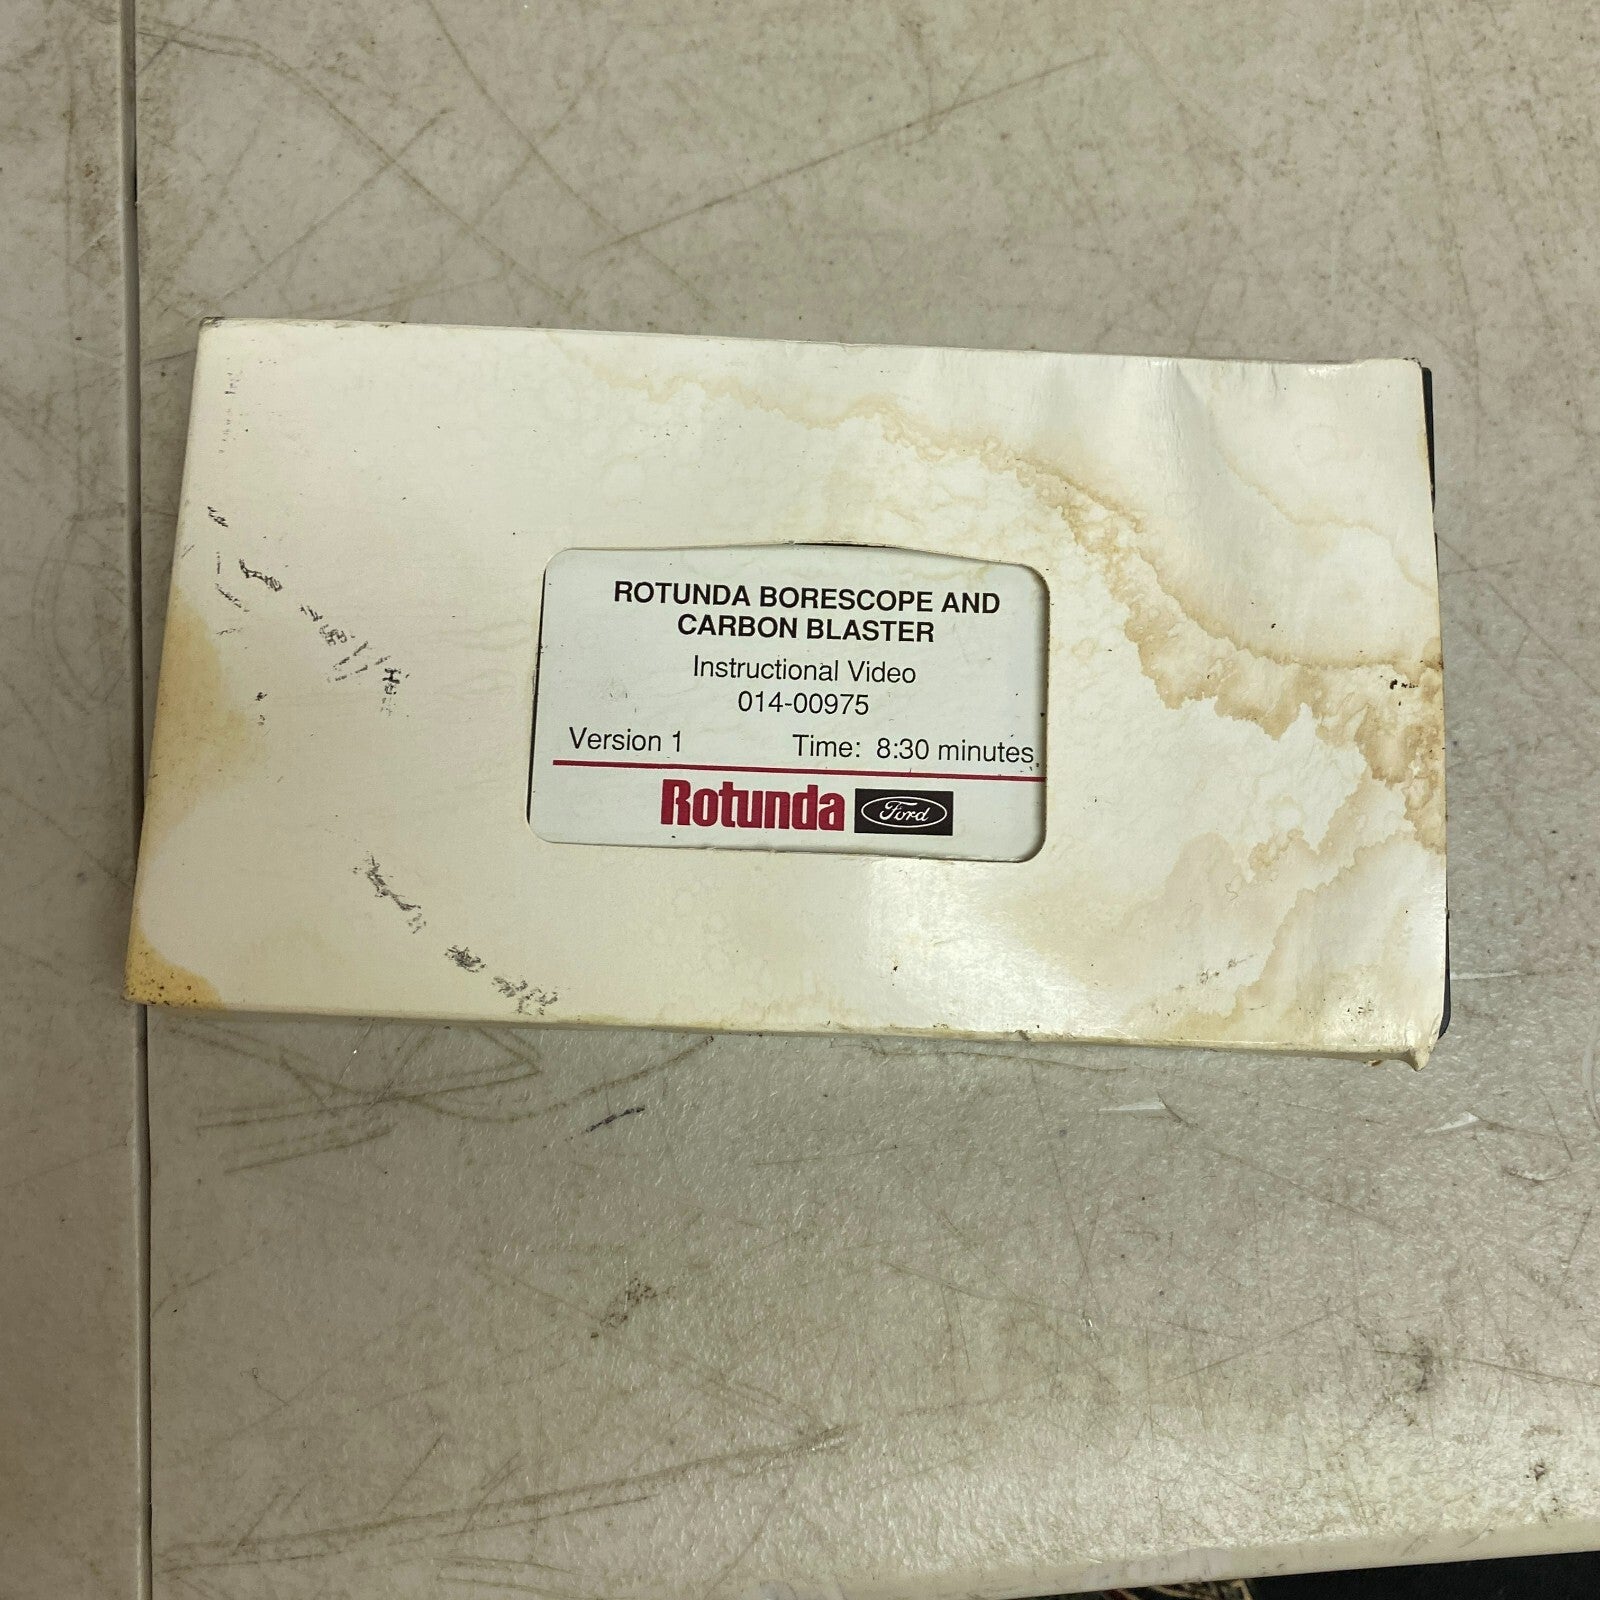 ROTUNDA BORESCOPE AND
CARBON BLASTER
Instructional Video
014-00975
Version 1 Time: 8:30 minutes
Rotunda Ford